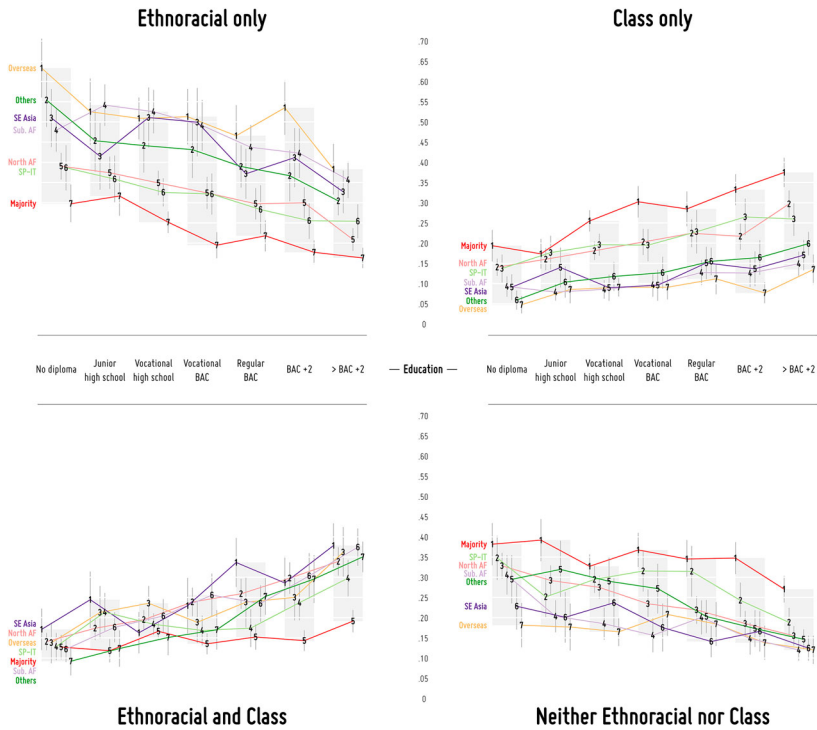 Ethnoracial only
Class only
Overseas
Others
SE Asia
Sub. AF
North AF
SP-IT
Majority
.70
.65
.60
.55
.50
.45
.40
.35
.30
.25
.20
.15
.10
.05
0
Majority
North AF
SP-IT
Sub. AF
SE Asia
Others
Overseas
No diploma
Junior
high school
Vocational
high school
Vocational
BAC
Regular
BAC
BAC +2
> BAC +2
— Education —
No diploma
Junior
high school
Vocational
high school
Vocational
BAC
Regular
BAC
BAC +2
> BAC +2
SE Asia
North AF
Overseas
SP-IT
Majority
Sub. AF
Others
.70
.65
.60
.55
.50
.45
.40
.35
.30
.25
.20
.15
.10
.05
0
Majority
SP-IT
North AF
Sub. AF
Others
SE Asia
Overseas
Ethnoracial and Class
Neither Ethnoracial nor Class